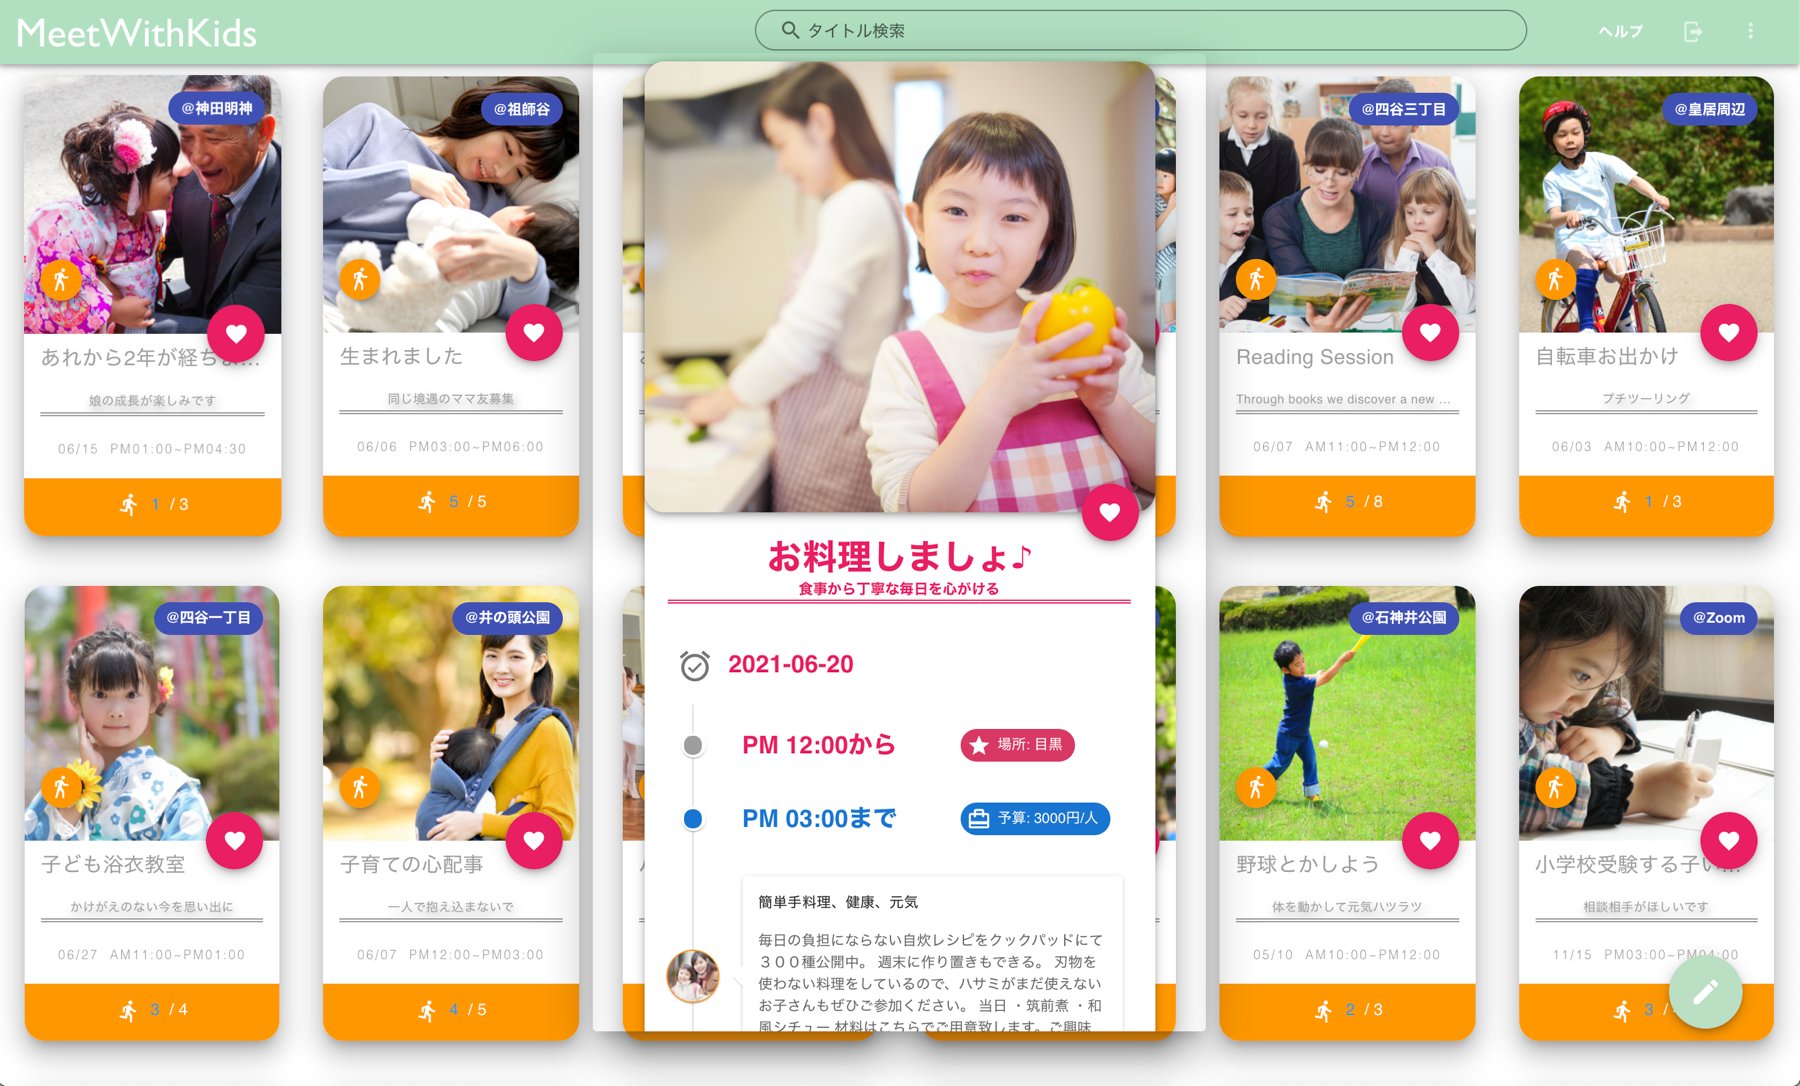 MeetWithKids
タイトル検索
ヘルプ
@神田明神
あれから2年が経ちま…
娘の成長が楽しみです
06/15 PM01:00~PM04:30
1 / 3
@祖師谷
生まれました
同じ境遇のママ友募集
06/06 PM03:00~PM06:00
5 / 5
お料理しましょ♪
食事から丁寧な毎日を心がける
2021-06-20
PM 12:00から
場所: 目黒
PM 03:00まで
予算: 3000円/人
簡単手料理、健康、元気
毎日の負担にならない自炊レシピをクックパッドにて
３００種公開中。 週末に作り置きもできる。 刃物を
使わない料理をしているので、ハサミがまだ使えない
お子さんもぜひご参加ください。 当日 ・筑前煮 ・和
風シチュー 材料はこちらでご用意致します。ご興味
@四谷三丁目
Reading Session
Through books we discover a new ...
06/07 AM11:00~PM12:00
5 / 8
@皇居周辺
自転車お出かけ
プチツーリング
06/03 AM10:00~PM12:00
1 / 3
@四谷一丁目
子ども浴衣教室
かけがえのない今を思い出に
06/27 AM11:00~PM01:00
3 / 4
@井の頭公園
子育ての心配事
一人で抱え込まないで
06/07 PM12:00~PM03:00
4 / 5
@石神井公園
野球とかしよう
体を動かして元気ハツラツ
05/10 AM10:00~PM12:00
2 / 3
@Zoom
小学校受験する子い…
相談相手がほしいです
11/15 PM03:00~PM04:00
3 /